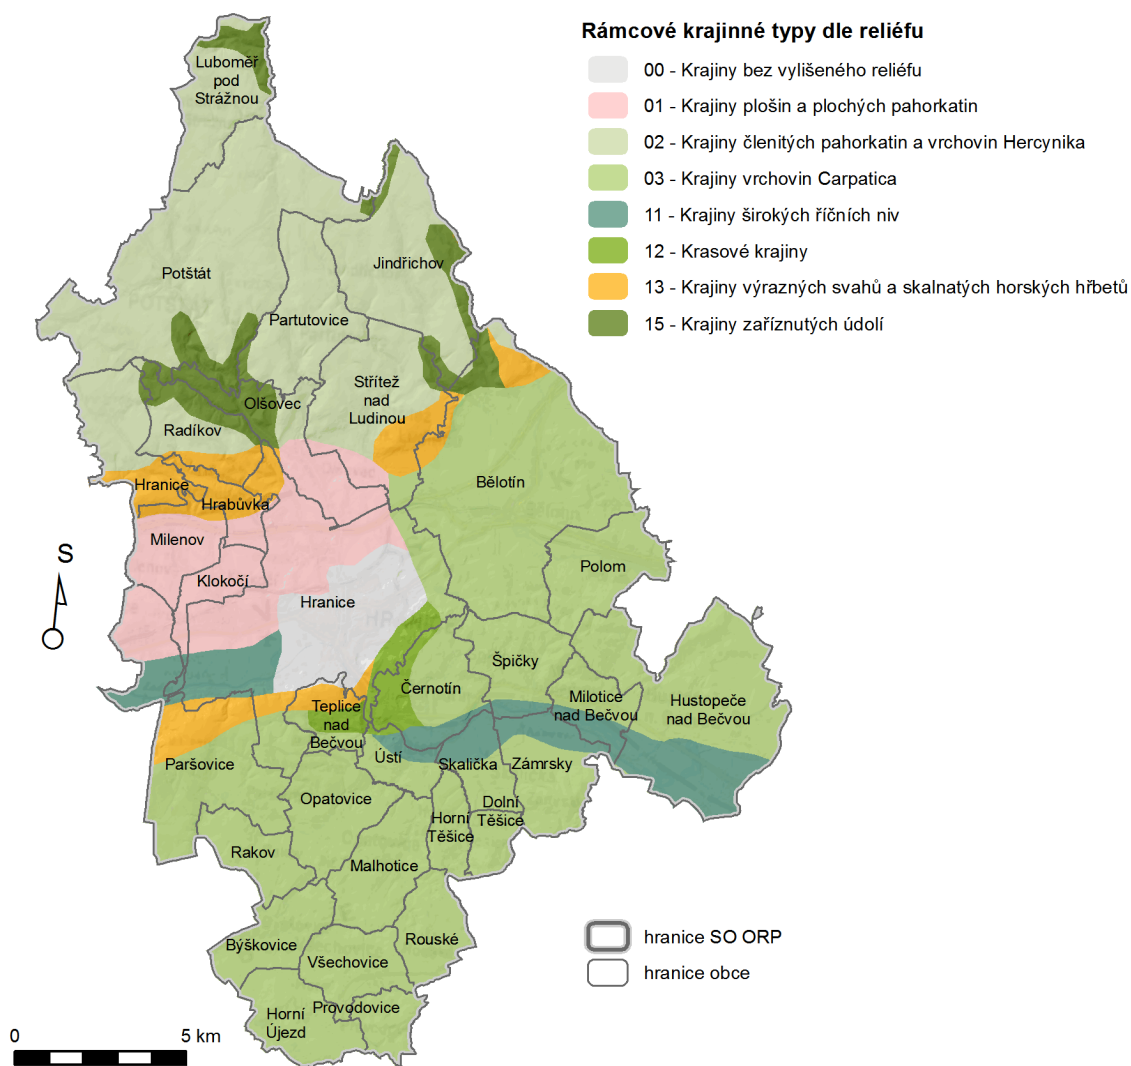 Rámcové krajinné typy dle reliéfu
00 - Krajiny bez vylišeného reliéfu
01 - Krajiny plošin a plochých pahorkatin
02 - Krajiny členitých pahorkatin a vrchovin Hercynika
03 - Krajiny vrchovin Carpatica
11 - Krajiny širokých říčních niv
12 - Krasové krajiny
13 - Krajiny výrazných svahů a skalnatých horských hřbetů
15 - Krajiny zaříznutých údolí
Luboměř
pod
Strážnou
Potštát
Jindřichov
Partutovice
Střítež
nad
Ludinou
Olšovec
Radíkov
Hranice
Hrabůvka
Bělotín
Milenov
Klokočí
Polom
Hranice
Špičky
Černotín
Milotice
nad Bečvou
Hustopeče
nad Bečvou
Teplice
nad
Bečvou
Ústí
Skalička
Zámrsky
Paršovice
Opatovice
Dolní
Těšice
Horní
Těšice
Rakov
Malhotice
Býškovice
Rouské
Všechovice
Horní
Újezd
Provodovice
S
0 5 km
hranice SO ORP
hranice obce